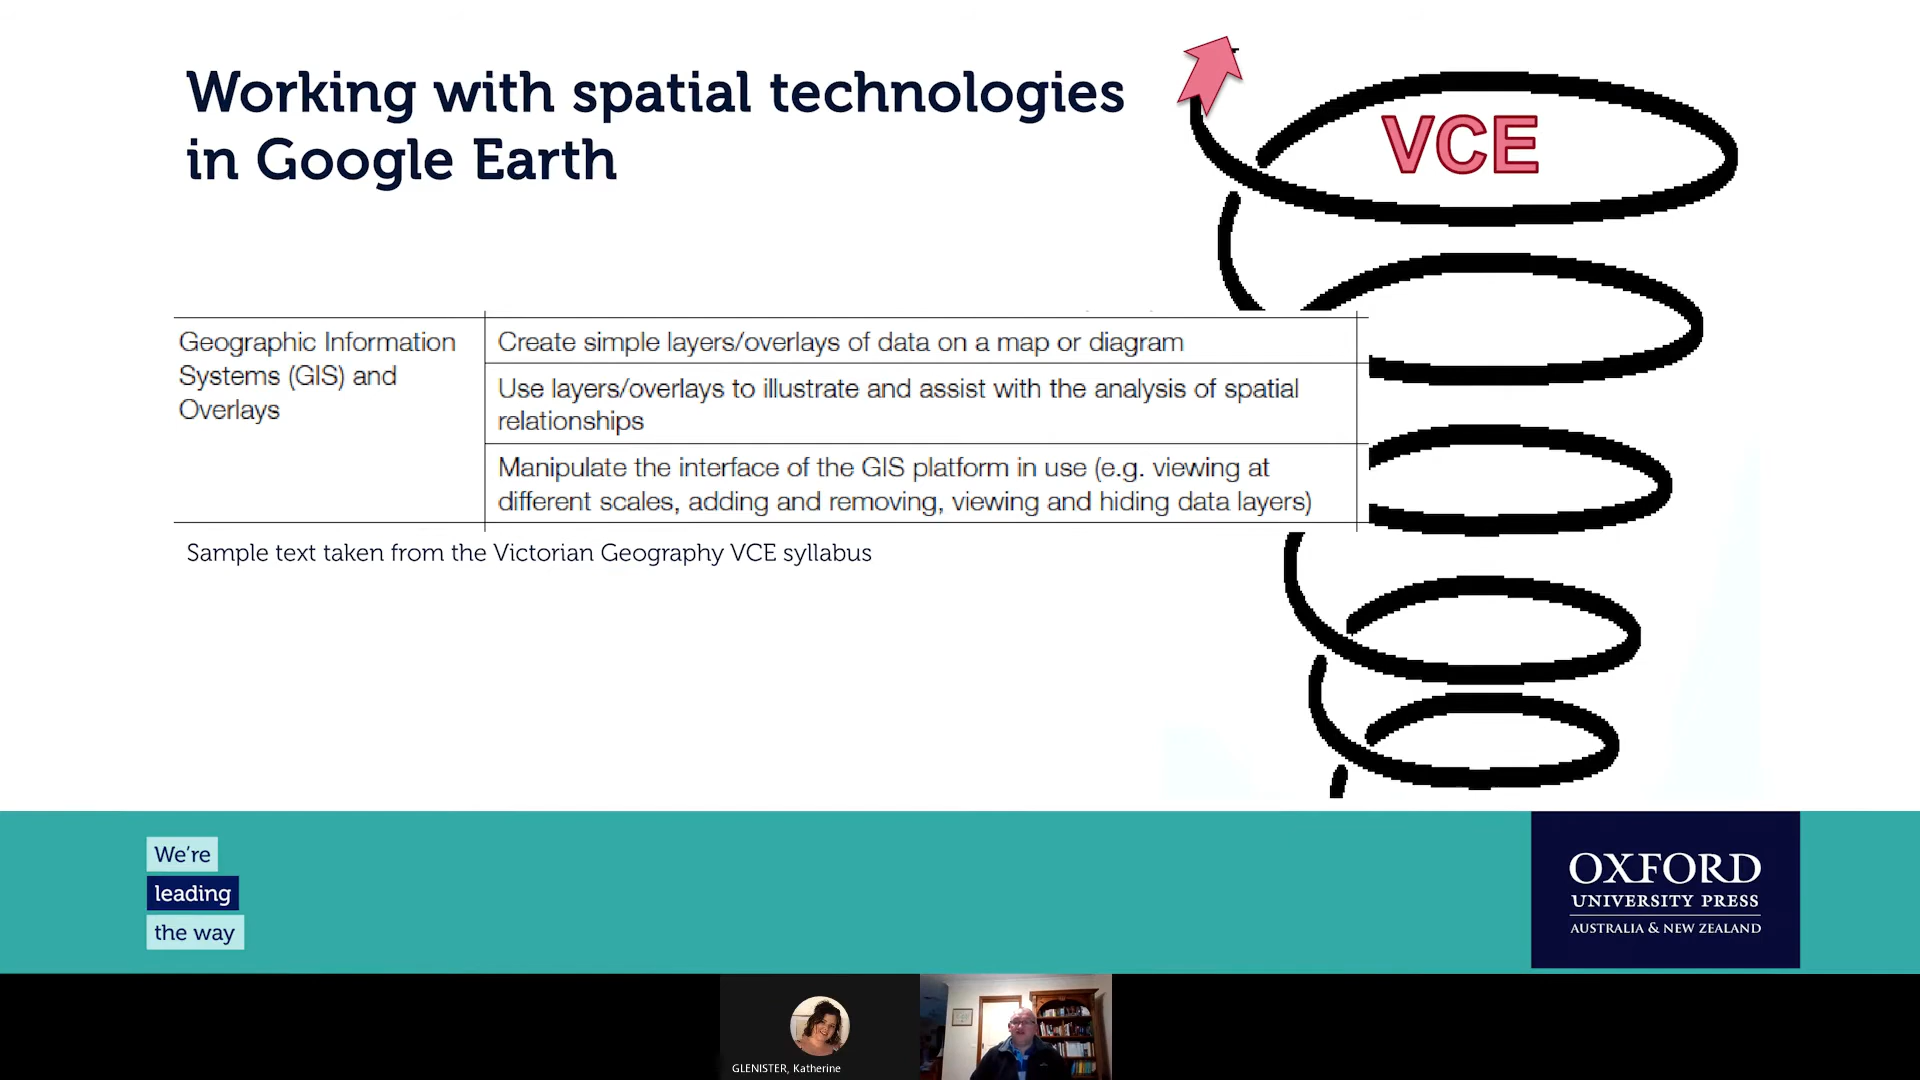 Working with spatial technologies
in Google Earth
VCE
Geographic Information
Systems (GIS) and
Overlays
Create simple layers/overlays of data on a map or diagram
Use layers/overlays to illustrate and assist with the analysis of spatial
relationships
Manipulate the interface of the GIS platform in use (e.g. viewing at
different scales, adding and removing, viewing and hiding data layers)
Sample text taken from the Victorian Geography VCE syllabus
We're
leading
the way
OXFORD
UNIVERSITY PRESS
AUSTRALIA & NEW ZEALAND
GLENISTER, Katherine